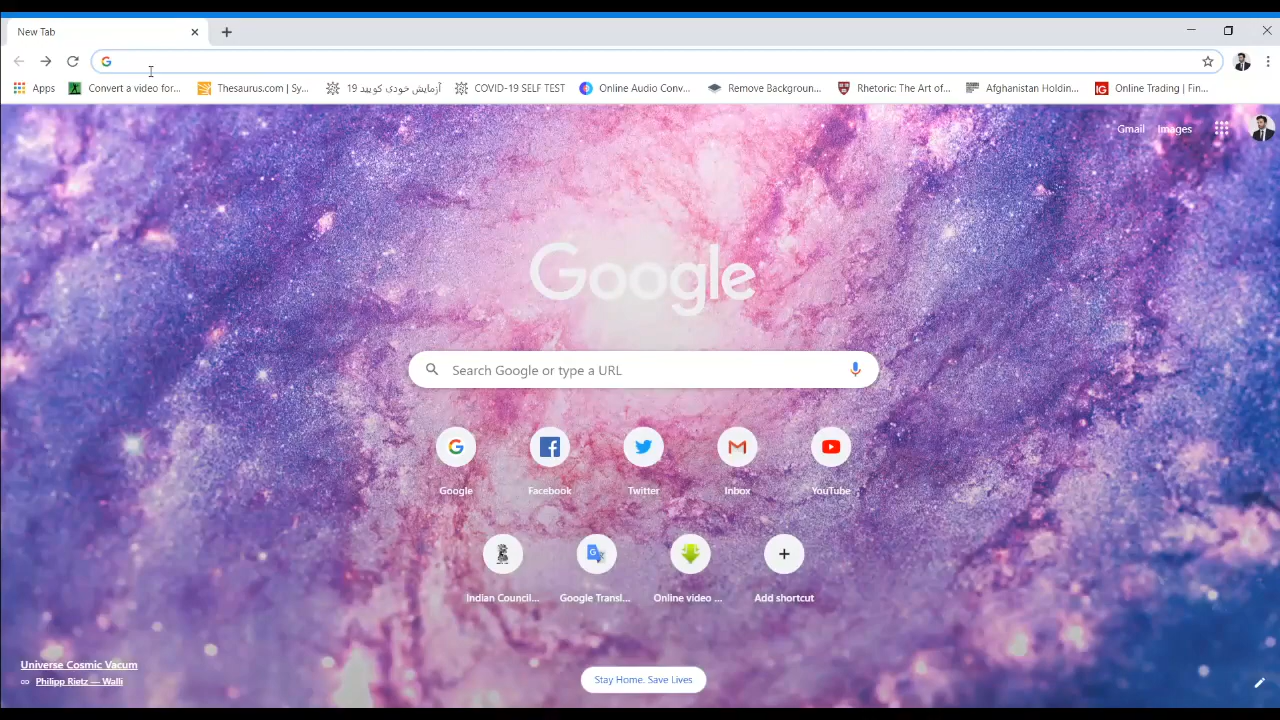 New Tab
Apps
Convert a video for...
Thesaurus.com | Sy...
آزمایش خودی کووید 19
COVID-19 SELF TEST
Online Audio Conv...
Remove Backgroun...
Rhetoric: The Art of...
Afghanistan Holdin...
Online Trading | Fin...
Gmail
Images
Google
Search Google or type a URL
Google
Facebook
Twitter
Inbox
YouTube
Indian Council...
Google Transl...
Online video ...
Add shortcut
Universe Cosmic Vacum
Philipp Rietz — Walli
Stay Home. Save Lives